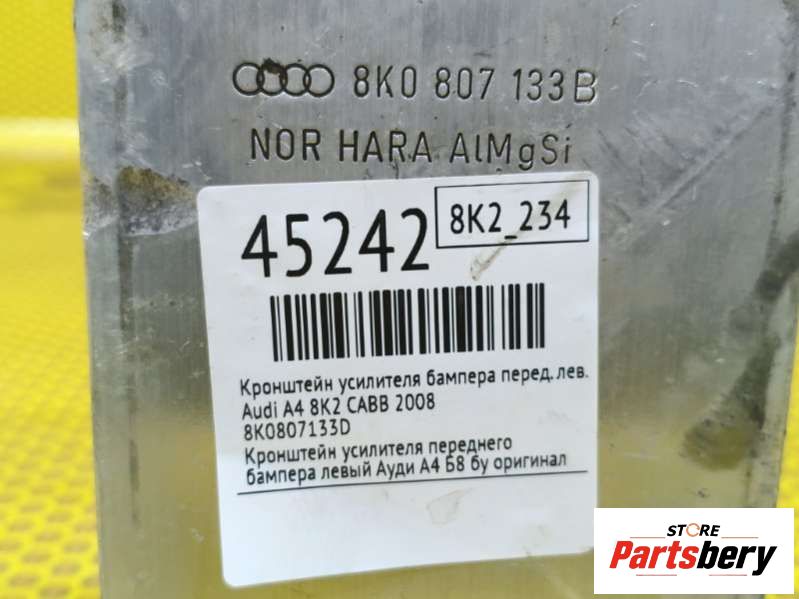 8K0 807 133B
NOR HARA AlMgSi
45242
8K2_234
Кронштейн усилителя бампера перед. лев.
Audi A4 8K2 CABB 2008
8K0807133D
Кронштейн усилителя переднего
бампера левый Ауди А4 Б8 бу оригинал
STORE
Partsbery